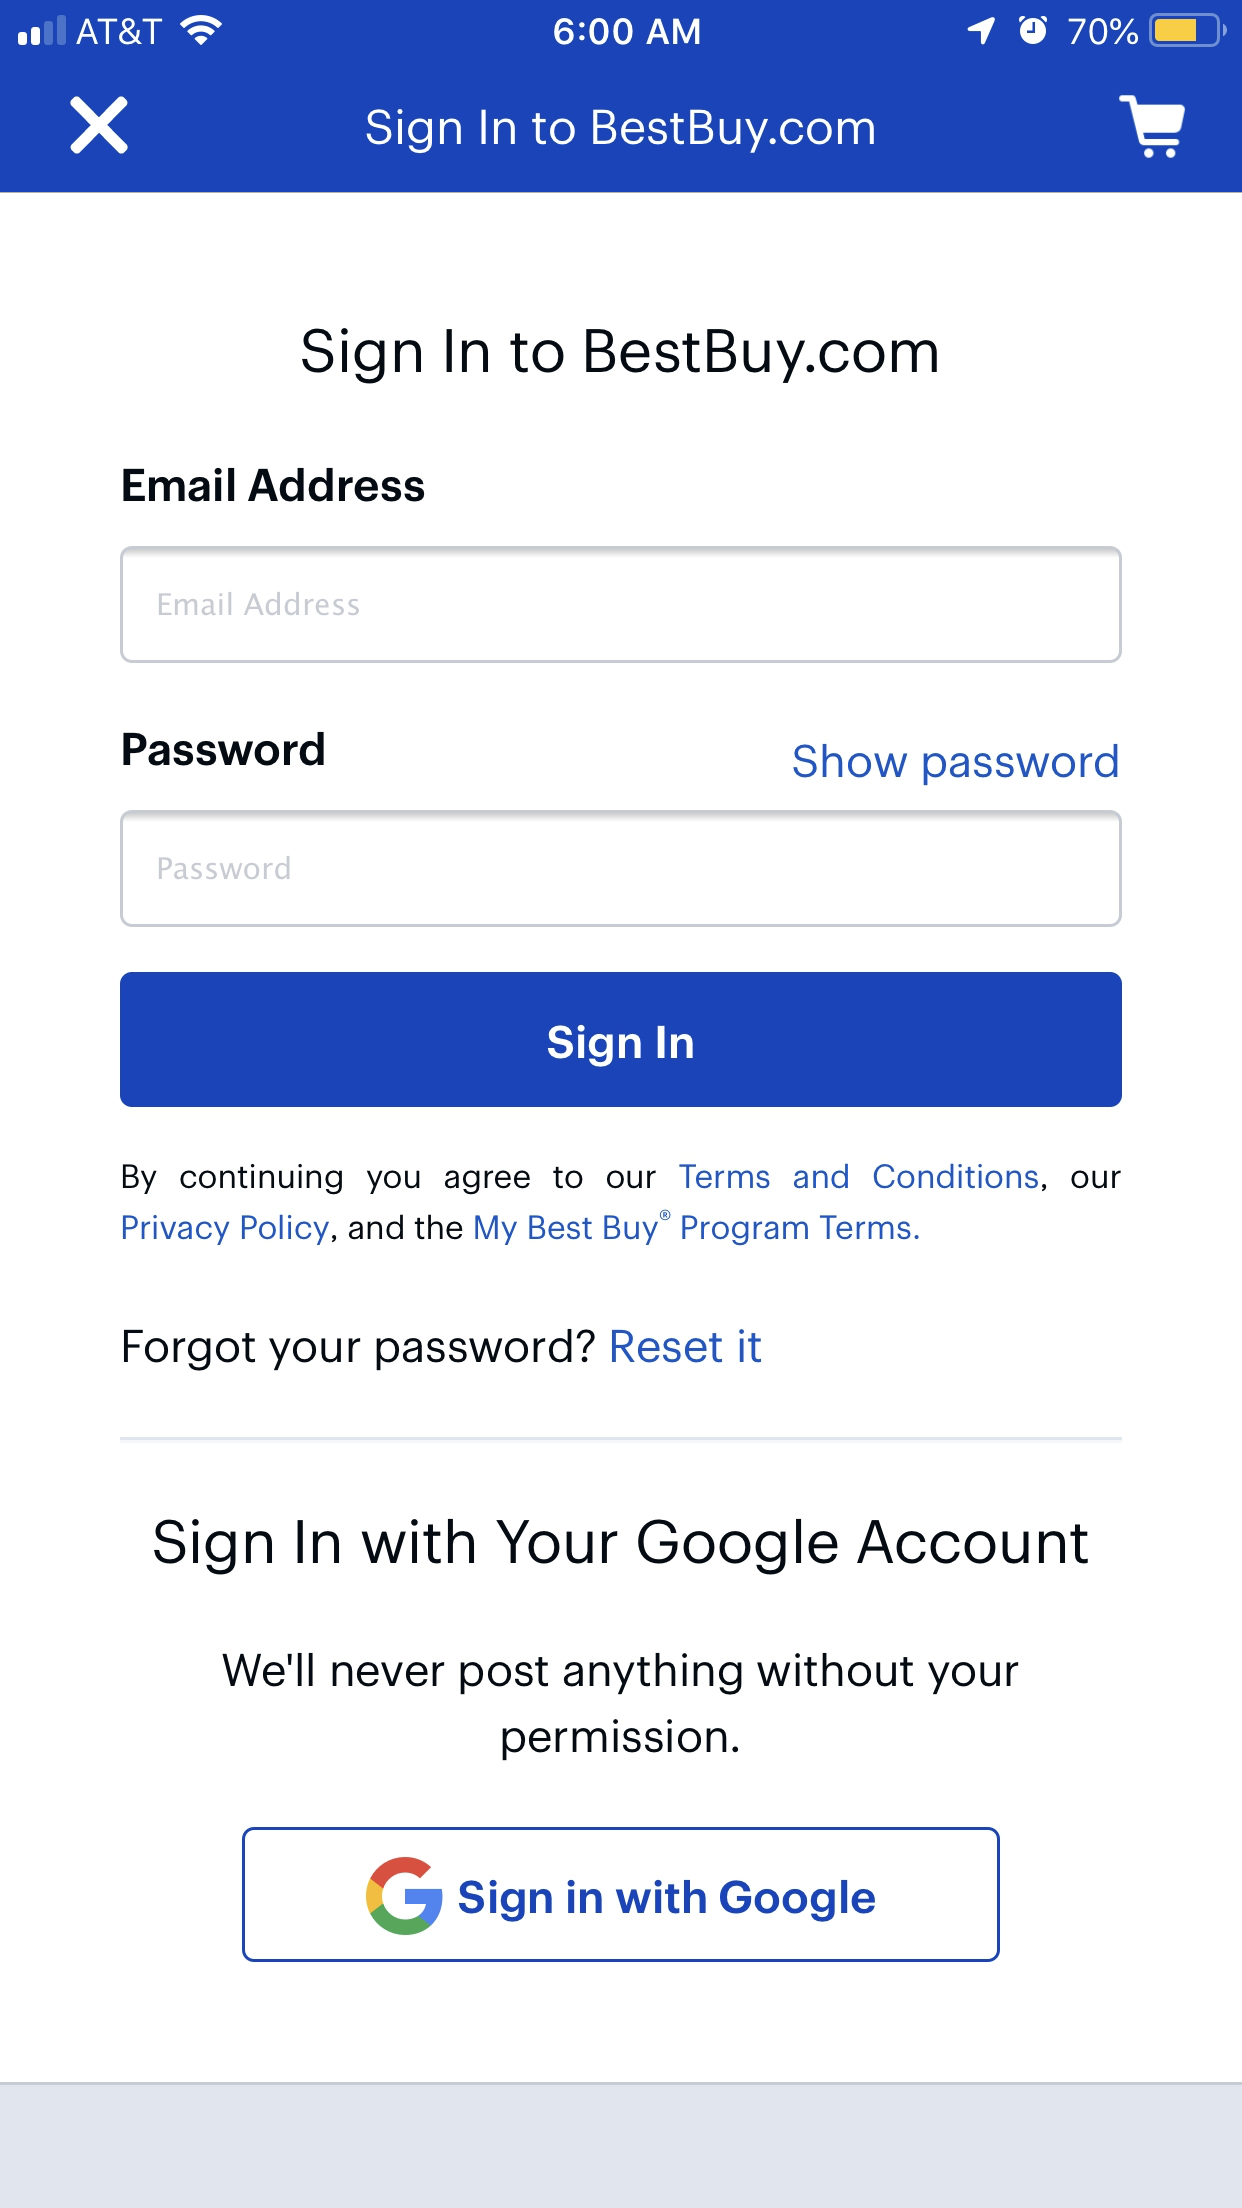 AT&T 6:00 AM 70%
Sign In to BestBuy.com
Sign In to BestBuy.com
Email Address
Email Address
Password Show password
Password
Sign In
By continuing you agree to our Terms and Conditions, our
Privacy Policy, and the My Best Buy® Program Terms.
Forgot your password? Reset it
Sign In with Your Google Account
We'll never post anything without your
permission.
Sign in with Google